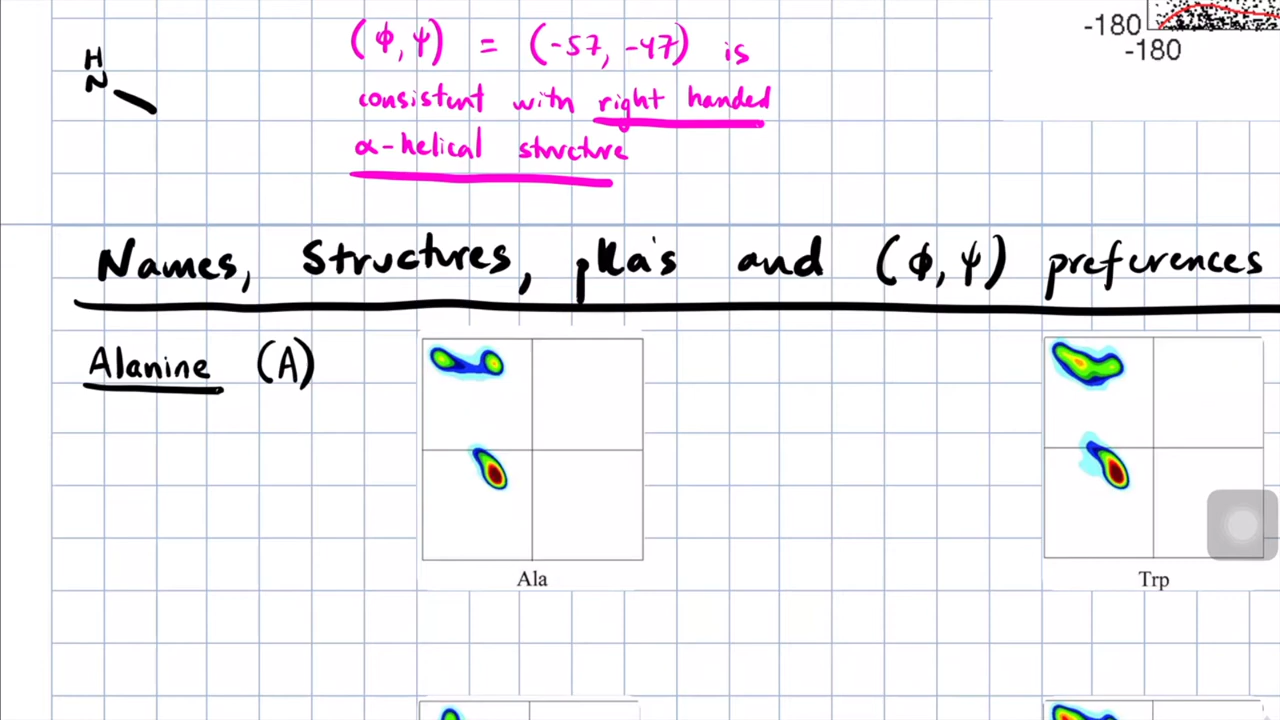 -180
-180
H
N
(ϕ, ψ) = (-57, -47) is
consistent with right handed
α-helical structure
Names, Structures, pKa's and (ϕ, ψ) preferences
Alanine (A)
Ala
Trp